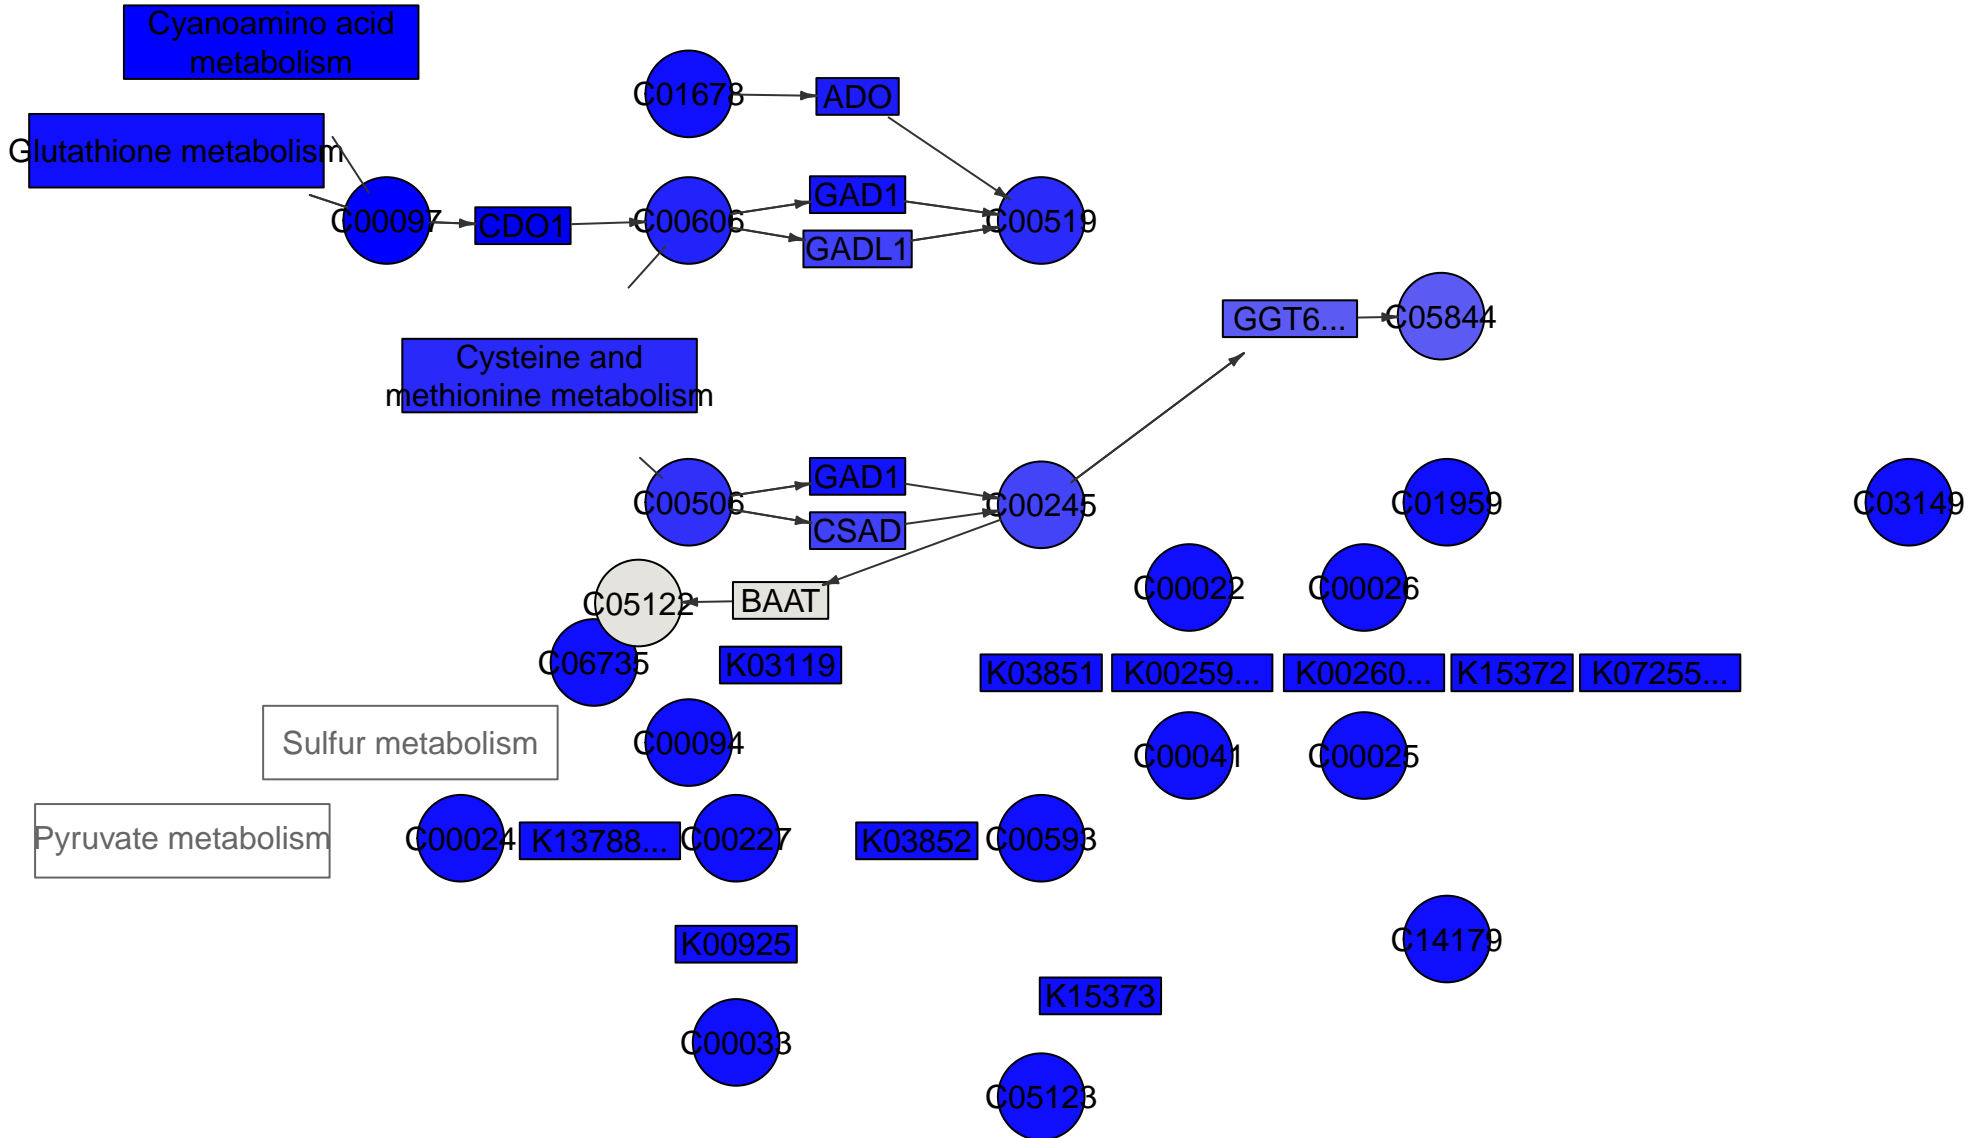 Cyanoamino acid
metabolism
C01678
ADO
Glutathione metabolism
C00097
CDO1
C00606
GAD1
GADL1
C00519
GGT6...
C05844
Cysteine and
methionine metabolism
C00506
GAD1
CSAD
C00245
C01959
C03149
C05122
BAAT
C00022
C00026
C06735
K03119
K03851
K00259...
K00260...
K15372
K07255...
Sulfur metabolism
C00094
C00041
C00025
Pyruvate metabolism
C00024
K13788...
C00227
K03852
C00593
K00925
C14179
K15373
C00033
C05123